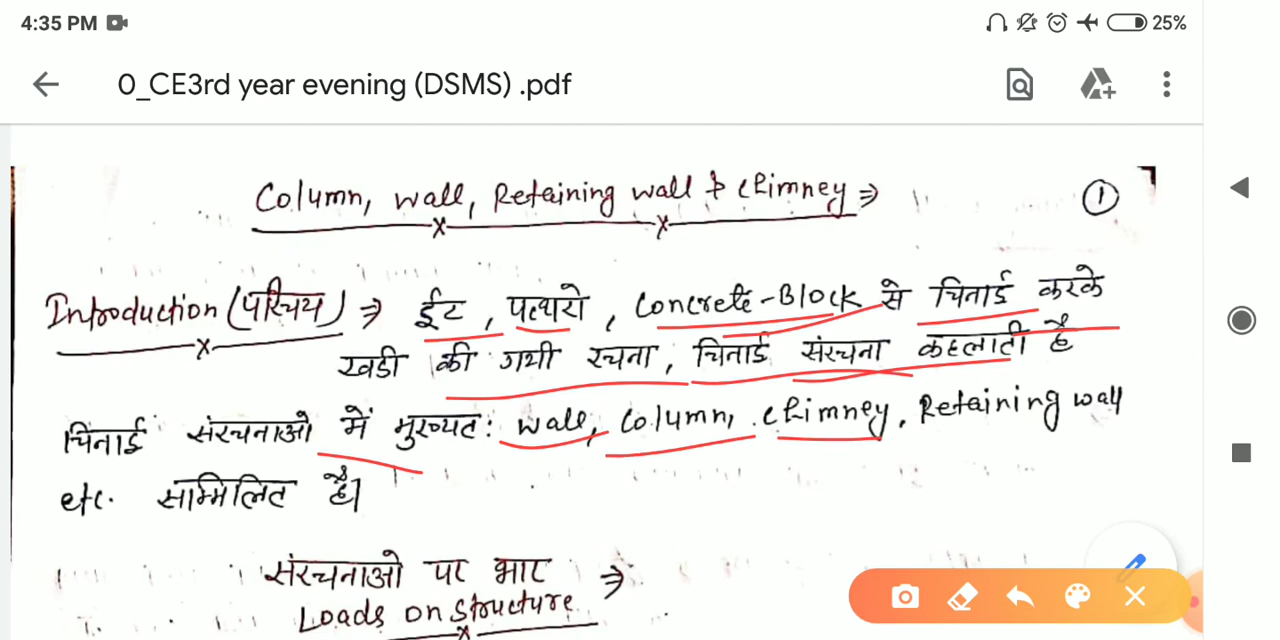 4:35 PM
25%
0_CE3rd year evening (DSMS) .pdf
Column, wall, Retaining wall & Chimney ⇒
1
Introduction (परिचय) ⇒ ईट, पत्थरो, Concrete-Block से चिनाई करके
खडी की गयी रचना, चिनाई संरचना कहलाती है
चिनाई संरचनाओ में मुख्यत: wall, Column, Chimney, Retaining wall
etc. सम्मिलित है।
संरचनाओ पर भार ⇒
Loads on structure